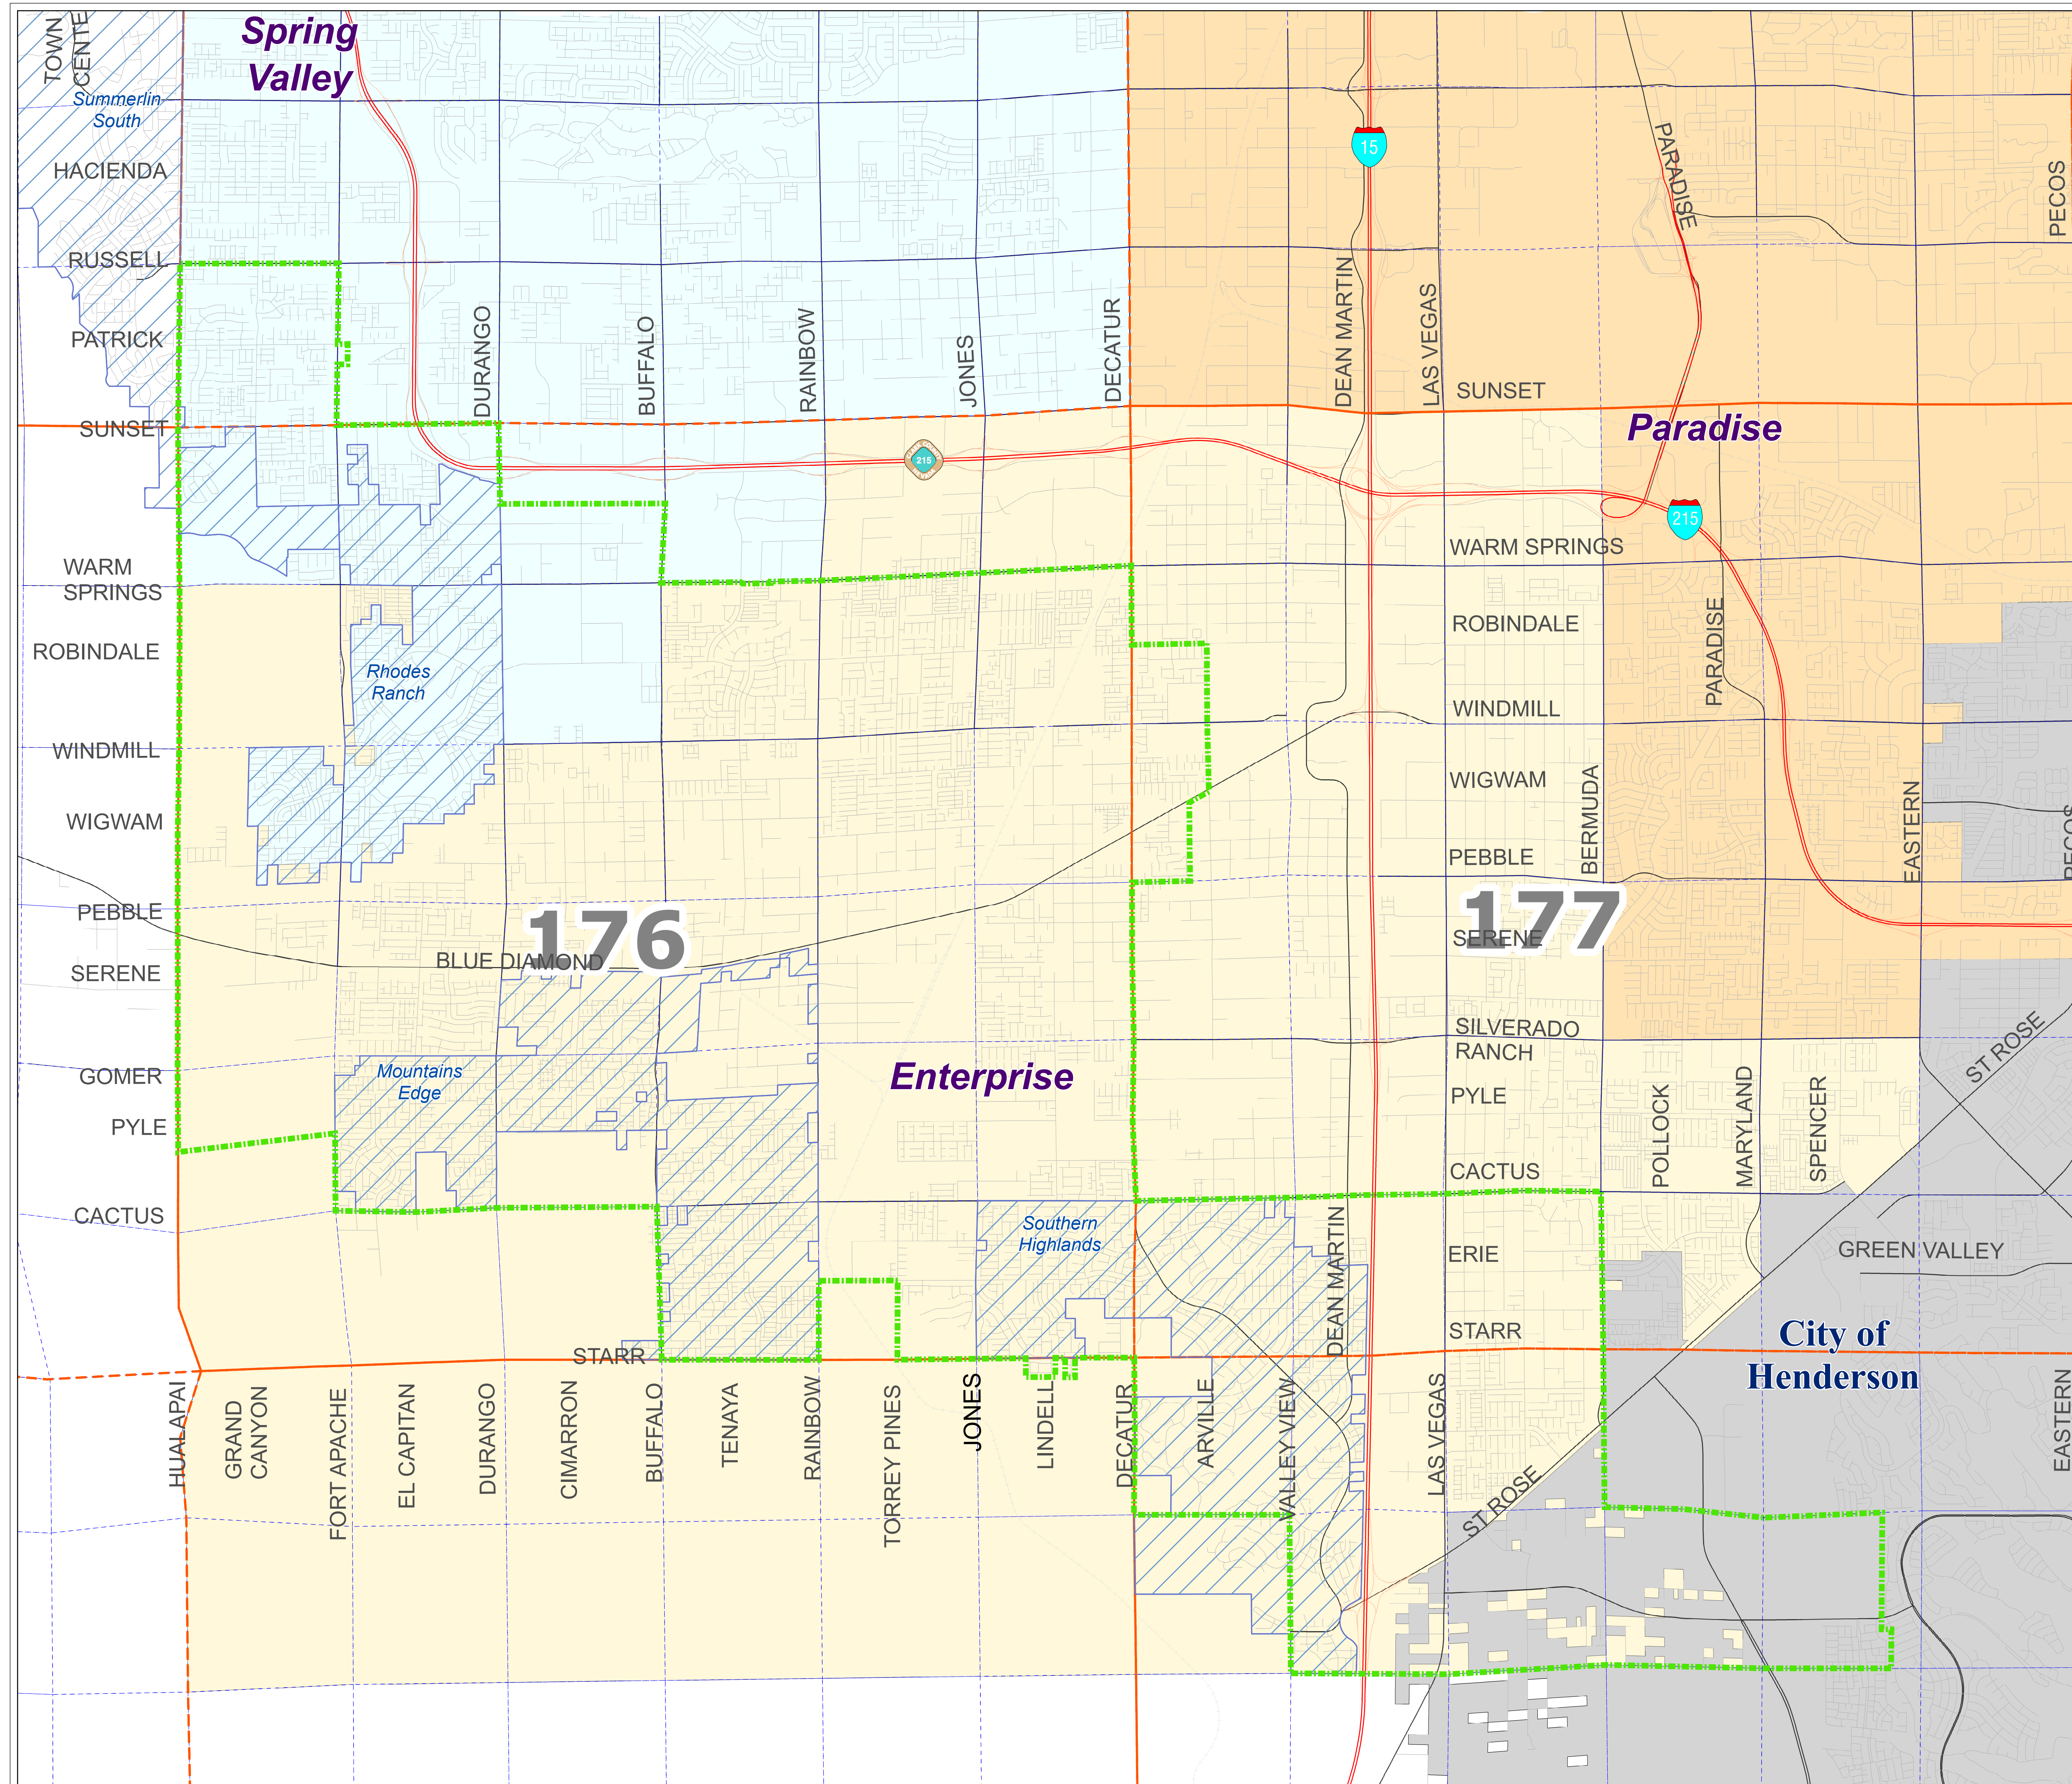 TOWN
CENTE
Spring
Valley
Summerlin
South
HACIENDA
15
PARADISE
PECOS
RUSSELL
PATRICK
DURANGO
BUFFALO
RAINBOW
JONES
DECATUR
DEAN MARTIN
LAS VEGAS
SUNSET
SUNSET
Paradise
215
215
WARM
SPRINGS
WARM SPRINGS
ROBINDALE
ROBINDALE
PARADISE
Rhodes
Ranch
WINDMILL
WINDMILL
WIGWAM
WIGWAM
BERMUDA
EASTERN
PECOS
PEBBLE
PEBBLE
176
177
BLUE DIAMOND
SERENE
SERENE
SILVERADO
RANCH
ST ROSE
Mountains
Edge
Enterprise
GOMER
PYLE
PYLE
POLLOCK
MARYLAND
SPENCER
CACTUS
CACTUS
Southern
Highlands
DEAN MARTIN
ERIE
GREEN VALLEY
STARR
STARR
City of
Henderson
HUALAPAI
GRAND
CANYON
FORT APACHE
EL CAPITAN
DURANGO
CIMARRON
BUFFALO
TENAYA
RAINBOW
TORREY PINES
JONES
LINDELL
DECATUR
ARVILLE
VALLEY VIEW
LAS VEGAS
ST ROSE
EASTERN